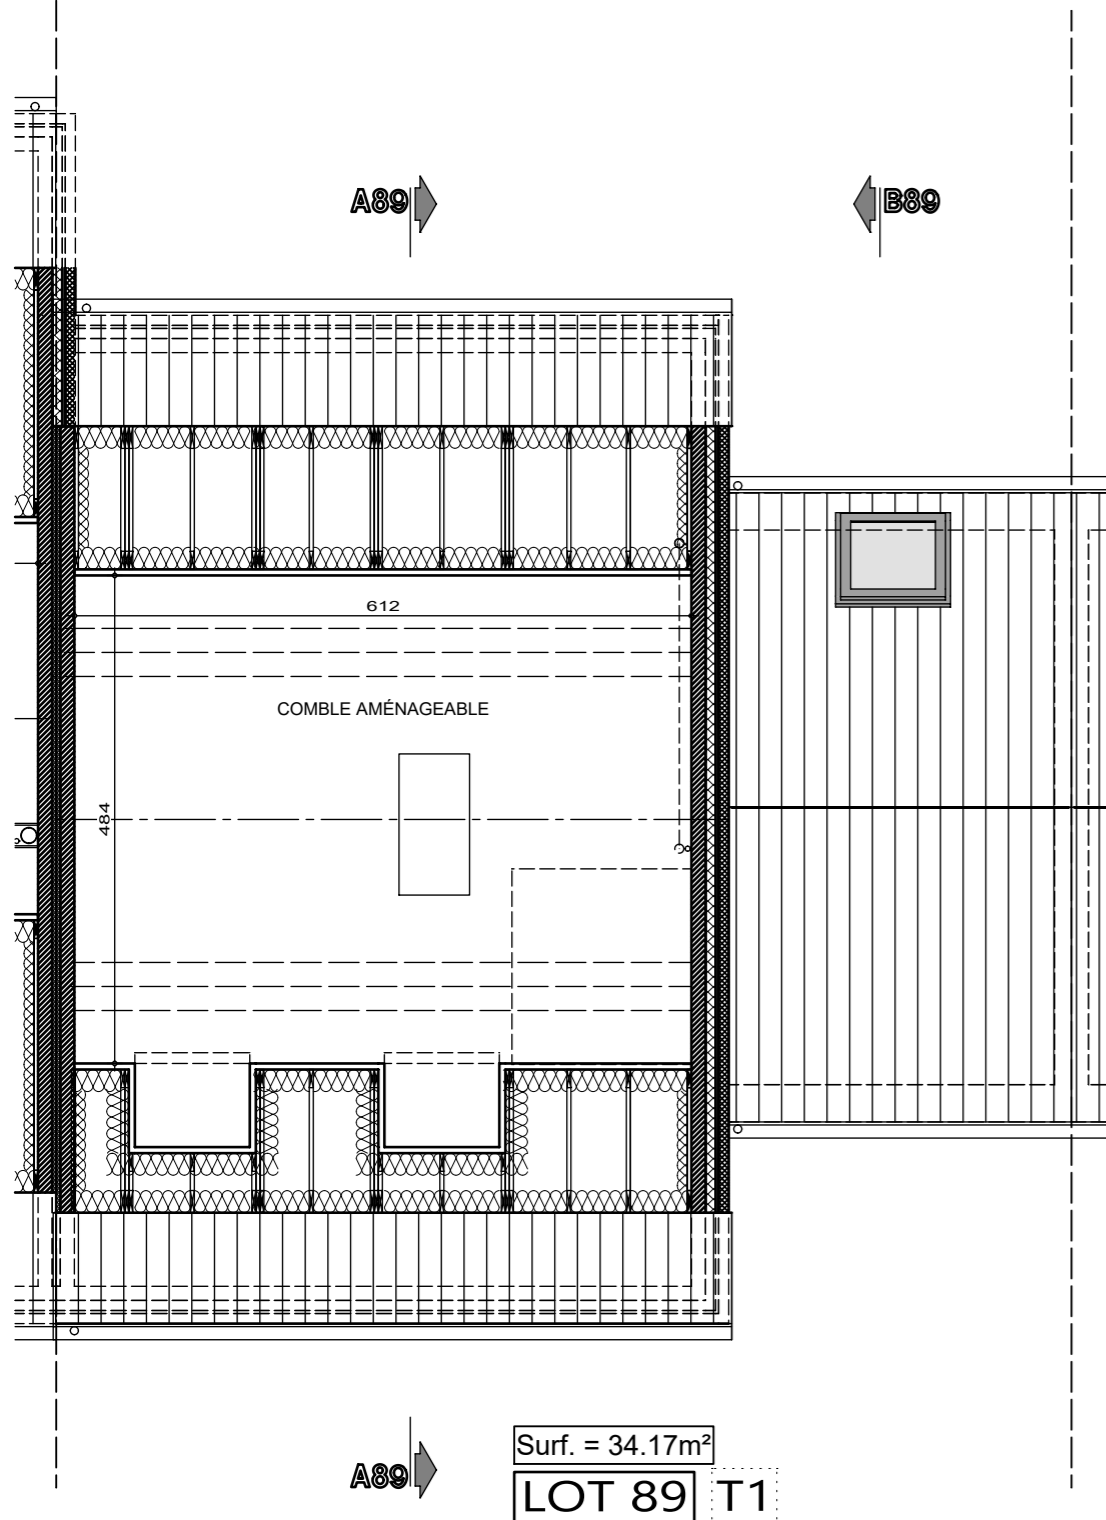 A89
B89
612
COMBLE AMÉNAGEABLE
484
A89
Surf. = 34.17m²
LOT 89 T1